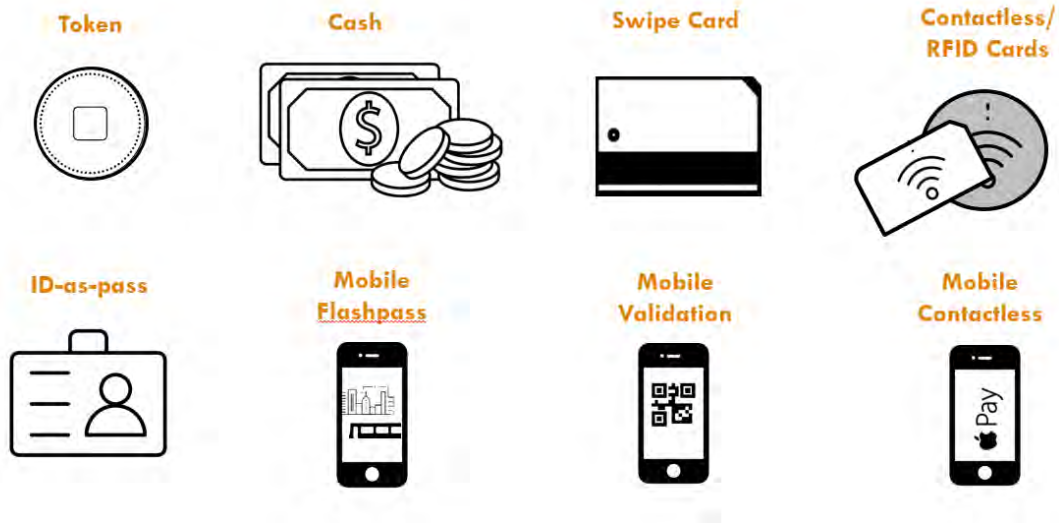 Token
Cash
Swipe Card
Contactless/
RFID Cards
$
ID-as-pass
Mobile
Flashpass
Mobile
Validation
Mobile
Contactless
Pay